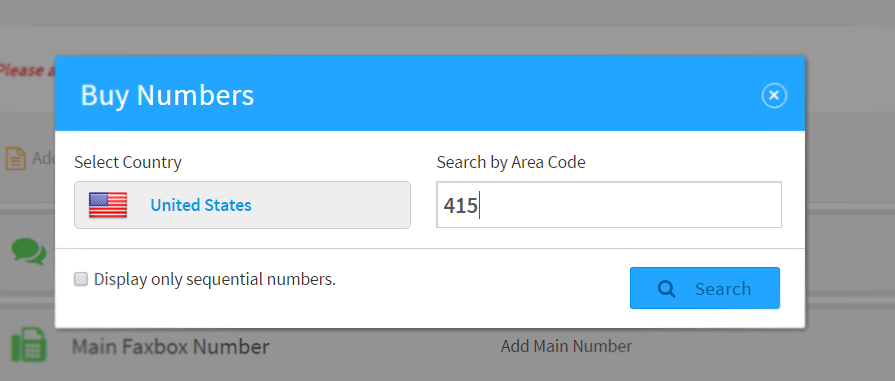 Please a
Buy Numbers
Add
Select Country
Search by Area Code
United States
415
Display only sequential numbers.
Search
Main Faxbox Number
Add Main Number